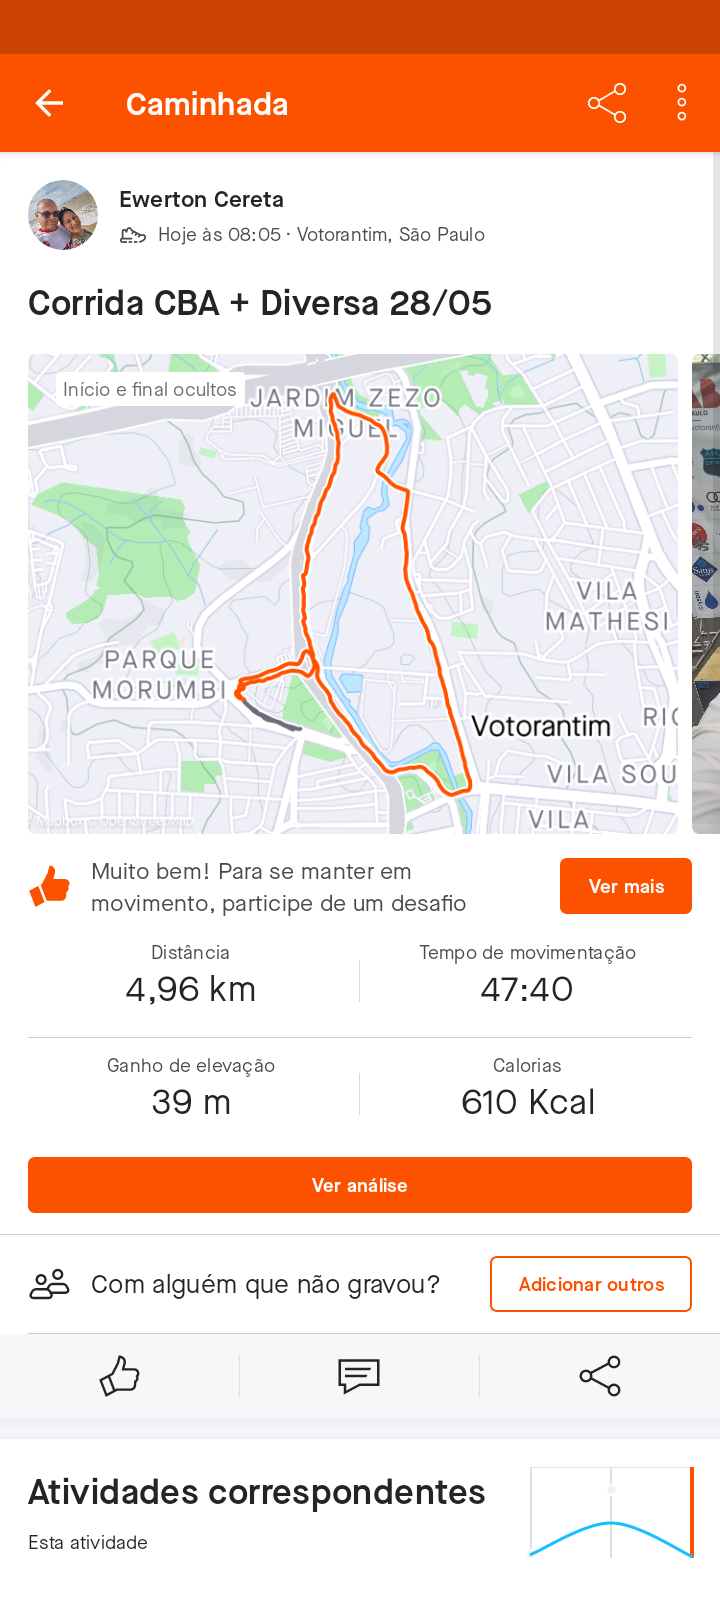 Caminhada
Ewerton Cereta
Hoje às 08:05 · Votorantim, São Paulo
Corrida CBA + Diversa 28/05
Início e final ocultos
JARDIM ZEZO
MIGUEL
VILA
MATHESI
PARQUE
MORUMBI
Votorantim
RIC
VILA SOU
VILA
Mapbox © OpenStreetMap
Muito bem! Para se manter em
movimento, participe de um desafio
Ver mais
Distância
Tempo de movimentação
4,96 km
47:40
Ganho de elevação
Calorias
39 m
610 Kcal
Ver análise
Com alguém que não gravou?
Adicionar outros
Atividades correspondentes
Esta atividade